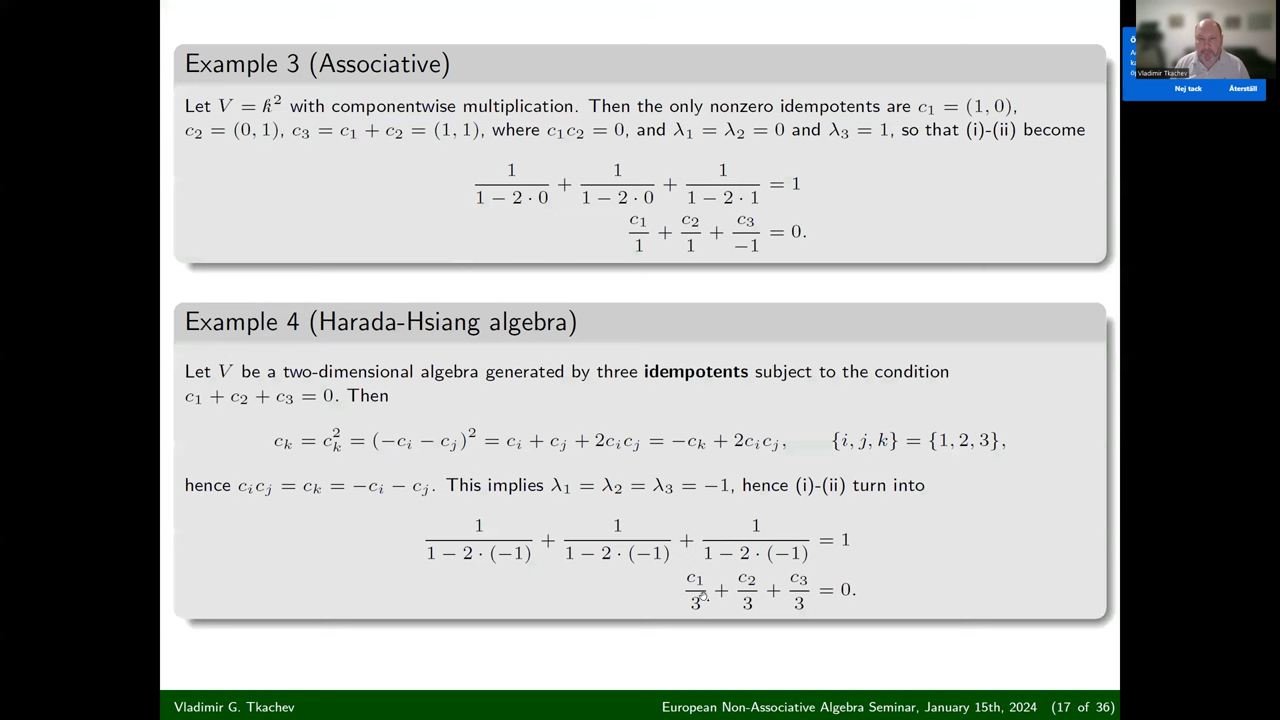 Example 3 (Associative)
Let V = 𝓀² with componentwise multiplication. Then the only nonzero idempotents are c₁ = (1, 0),
c₂ = (0, 1), c₃ = c₁ + c₂ = (1, 1), where c₁c₂ = 0, and λ₁ = λ₂ = 0 and λ₃ = 1, so that (i)-(ii) become
1/(1 − 2 · 0) + 1/(1 − 2 · 0) + 1/(1 − 2 · 1) = 1
c₁/1 + c₂/1 + c₃/−1 = 0.
Example 4 (Harada-Hsiang algebra)
Let V be a two-dimensional algebra generated by three idempotents subject to the condition
c₁ + c₂ + c₃ = 0. Then
cₖ = cₖ² = (−cᵢ − cⱼ)² = cᵢ + cⱼ + 2cᵢcⱼ = −cₖ + 2cᵢcⱼ, {i, j, k} = {1, 2, 3},
hence cᵢcⱼ = cₖ = −cᵢ − cⱼ. This implies λ₁ = λ₂ = λ₃ = −1, hence (i)-(ii) turn into
1/(1 − 2 · (−1)) + 1/(1 − 2 · (−1)) + 1/(1 − 2 · (−1)) = 1
c₁/3 + c₂/3 + c₃/3 = 0.
Vladimir G. Tkachev
European Non-Associative Algebra Seminar, January 15th, 2024 (17 of 36)
Vladimir Tkachev
Nej tack
Återställ